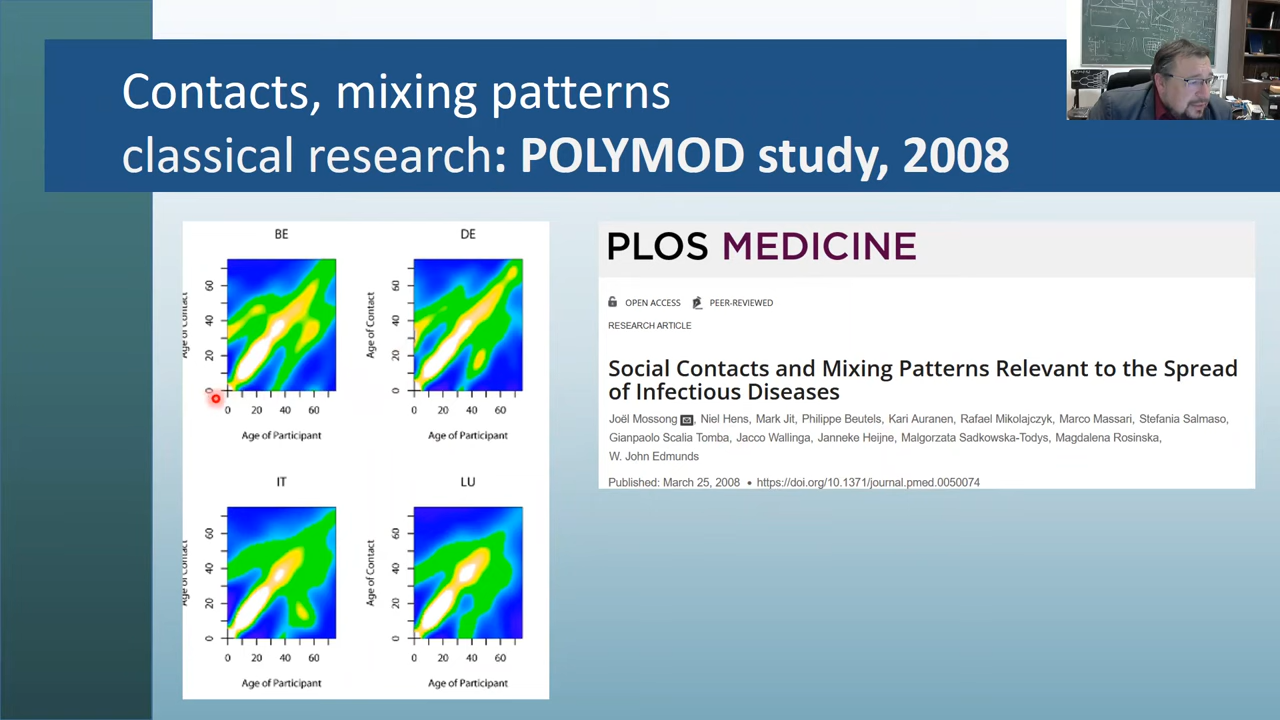 Contacts, mixing patterns
classical research: POLYMOD study, 2008
BE
DE
Age of Contact
60
40
20
0
0 20 40 60
Age of Participant
Age of Contact
60
40
20
0
0 20 40 60
Age of Participant
IT
LU
Age of Contact
60
40
20
0
0 20 40 60
Age of Participant
Age of Contact
60
40
20
0
0 20 40 60
Age of Participant
PLOS MEDICINE
OPEN ACCESS PEER-REVIEWED
RESEARCH ARTICLE
Social Contacts and Mixing Patterns Relevant to the Spread
of Infectious Diseases
Joël Mossong, Niel Hens, Mark Jit, Philippe Beutels, Kari Auranen, Rafael Mikolajczyk, Marco Massari, Stefania Salmaso,
Gianpaolo Scalia Tomba, Jacco Wallinga, Janneke Heijne, Malgorzata Sadkowska-Todys, Magdalena Rosinska,
W. John Edmunds
Published: March 25, 2008 • https://doi.org/10.1371/journal.pmed.0050074